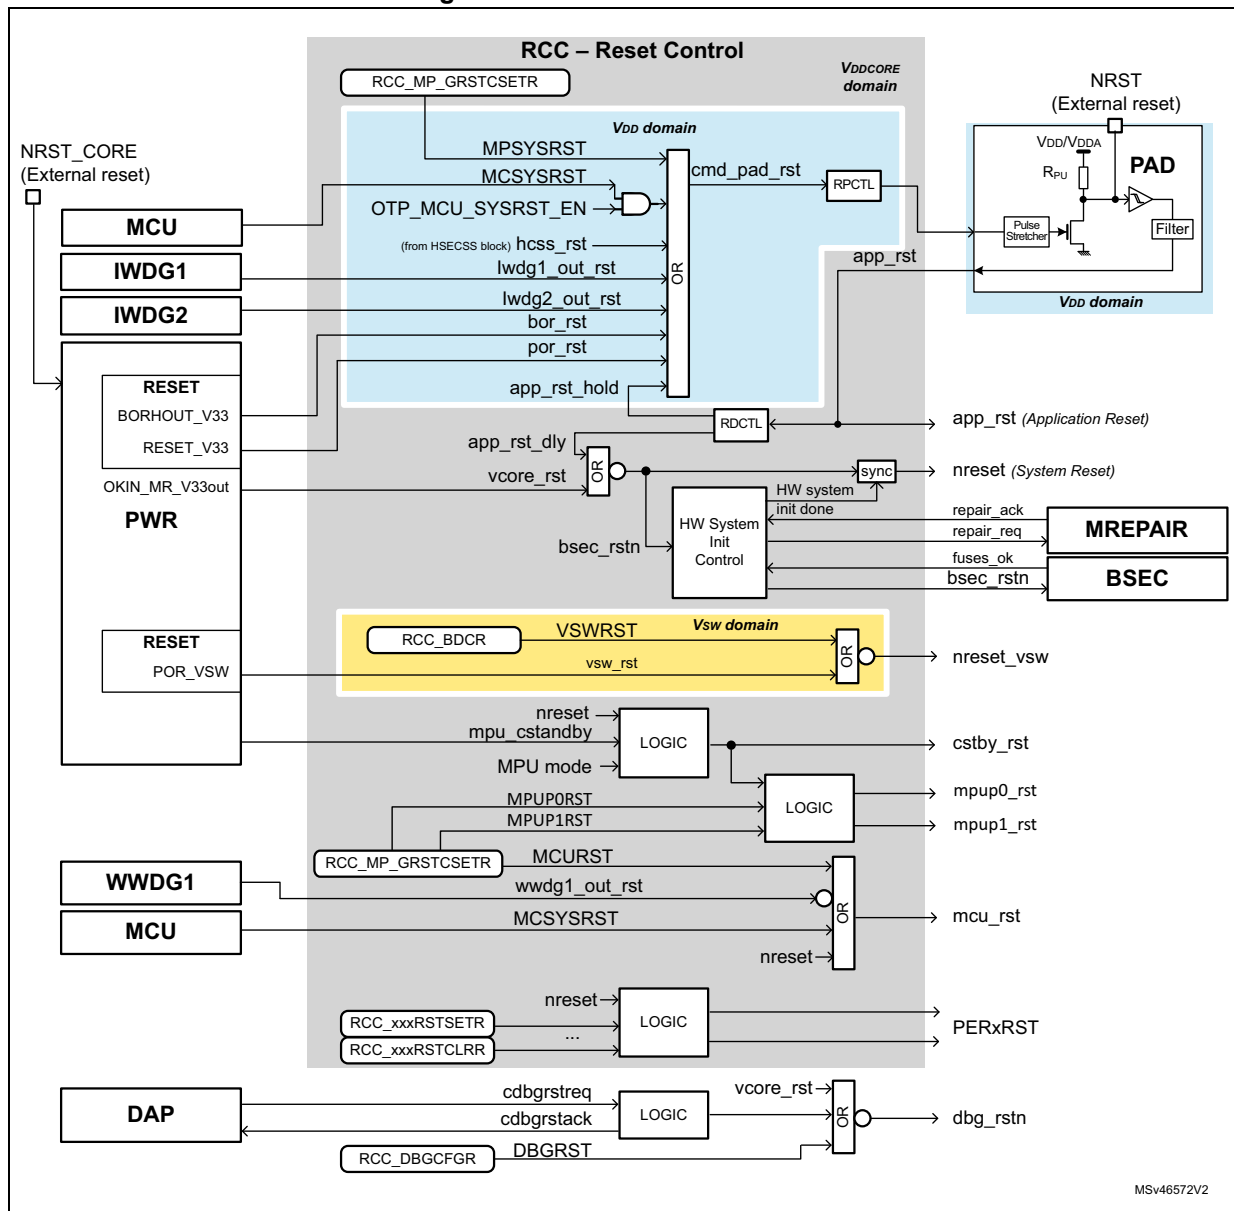 RCC – Reset Control
VDDCORE
domain
RCC_MP_GRSTCSETR
NRST
(External reset)
VDD domain
NRST_CORE
(External reset)
MPSYSRST
MCSYSRST
OTP_MCU_SYSRST_EN
cmd_pad_rst
RPCTL
VDD/VDDA
RPU
PAD
Pulse
Stretcher
Filter
MCU
(from HSECSS block) hcss_rst
OR
app_rst
IWDG1
Iwdg1_out_rst
IWDG2
Iwdg2_out_rst
VDD domain
bor_rst
por_rst
RESET
app_rst_hold
BORHOUT_V33
RDCTL
app_rst (Application Reset)
RESET_V33
app_rst_dly
OR
sync
nreset (System Reset)
OKIN_MR_V33out
vcore_rst
HW system
init done
PWR
HW System
Init
Control
repair_ack
repair_req
MREPAIR
bsec_rstn
fuses_ok
bsec_rstn
BSEC
RESET
POR_VSW
RCC_BDCR
VSWRST
VSW domain
vsw_rst
OR
nreset_vsw
nreset
mpu_cstandby
MPU mode
LOGIC
cstby_rst
MPUP0RST
MPUP1RST
LOGIC
mpup0_rst
mpup1_rst
RCC_MP_GRSTCSETR
MCURST
WWDG1
wwdg1_out_rst
MCU
MCSYSRST
OR
mcu_rst
nreset
nreset
RCC_xxxRSTSETR
...
RCC_xxxRSTCLRR
LOGIC
PERxRST
DAP
cdbgrstreq
cdbgrstack
LOGIC
vcore_rst
OR
dbg_rstn
RCC_DBGCFGR
DBGRST
MSv46572V2